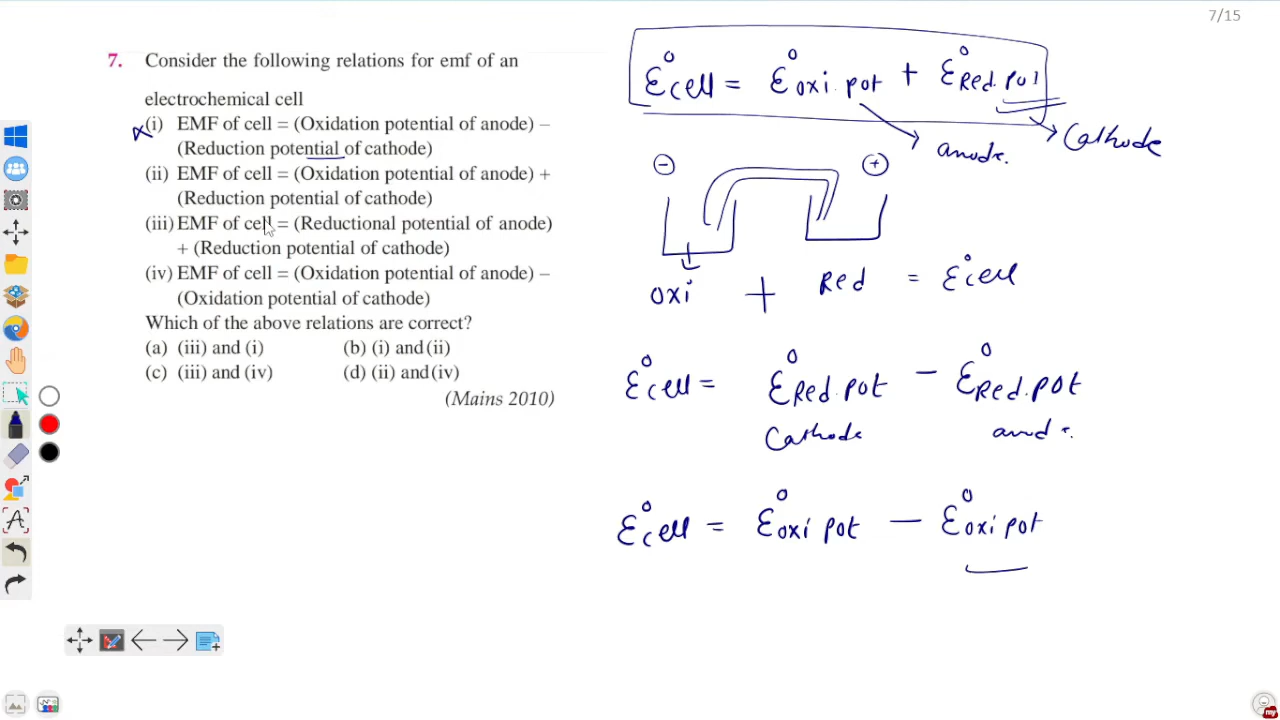 7/15
7. Consider the following relations for emf of an
electrochemical cell
(i) EMF of cell = (Oxidation potential of anode) –
(Reduction potential of cathode)
(ii) EMF of cell = (Oxidation potential of anode) +
(Reduction potential of cathode)
(iii) EMF of cell = (Reductional potential of anode)
+ (Reduction potential of cathode)
(iv) EMF of cell = (Oxidation potential of anode) –
(Oxidation potential of cathode)
Which of the above relations are correct?
(a) (iii) and (i) (b) (i) and (ii)
(c) (iii) and (iv) (d) (ii) and (iv)
(Mains 2010)
Ɛ°cell = Ɛ°oxi.pot + Ɛ°Red.pot
anode.
Cathode
– +
oxi + Red = Ɛ°cell
Ɛ°cell = Ɛ°Red.pot – Ɛ°Red.pot
Cathode
Ɛ°cell = Ɛ°oxi pot – Ɛ°oxi pot